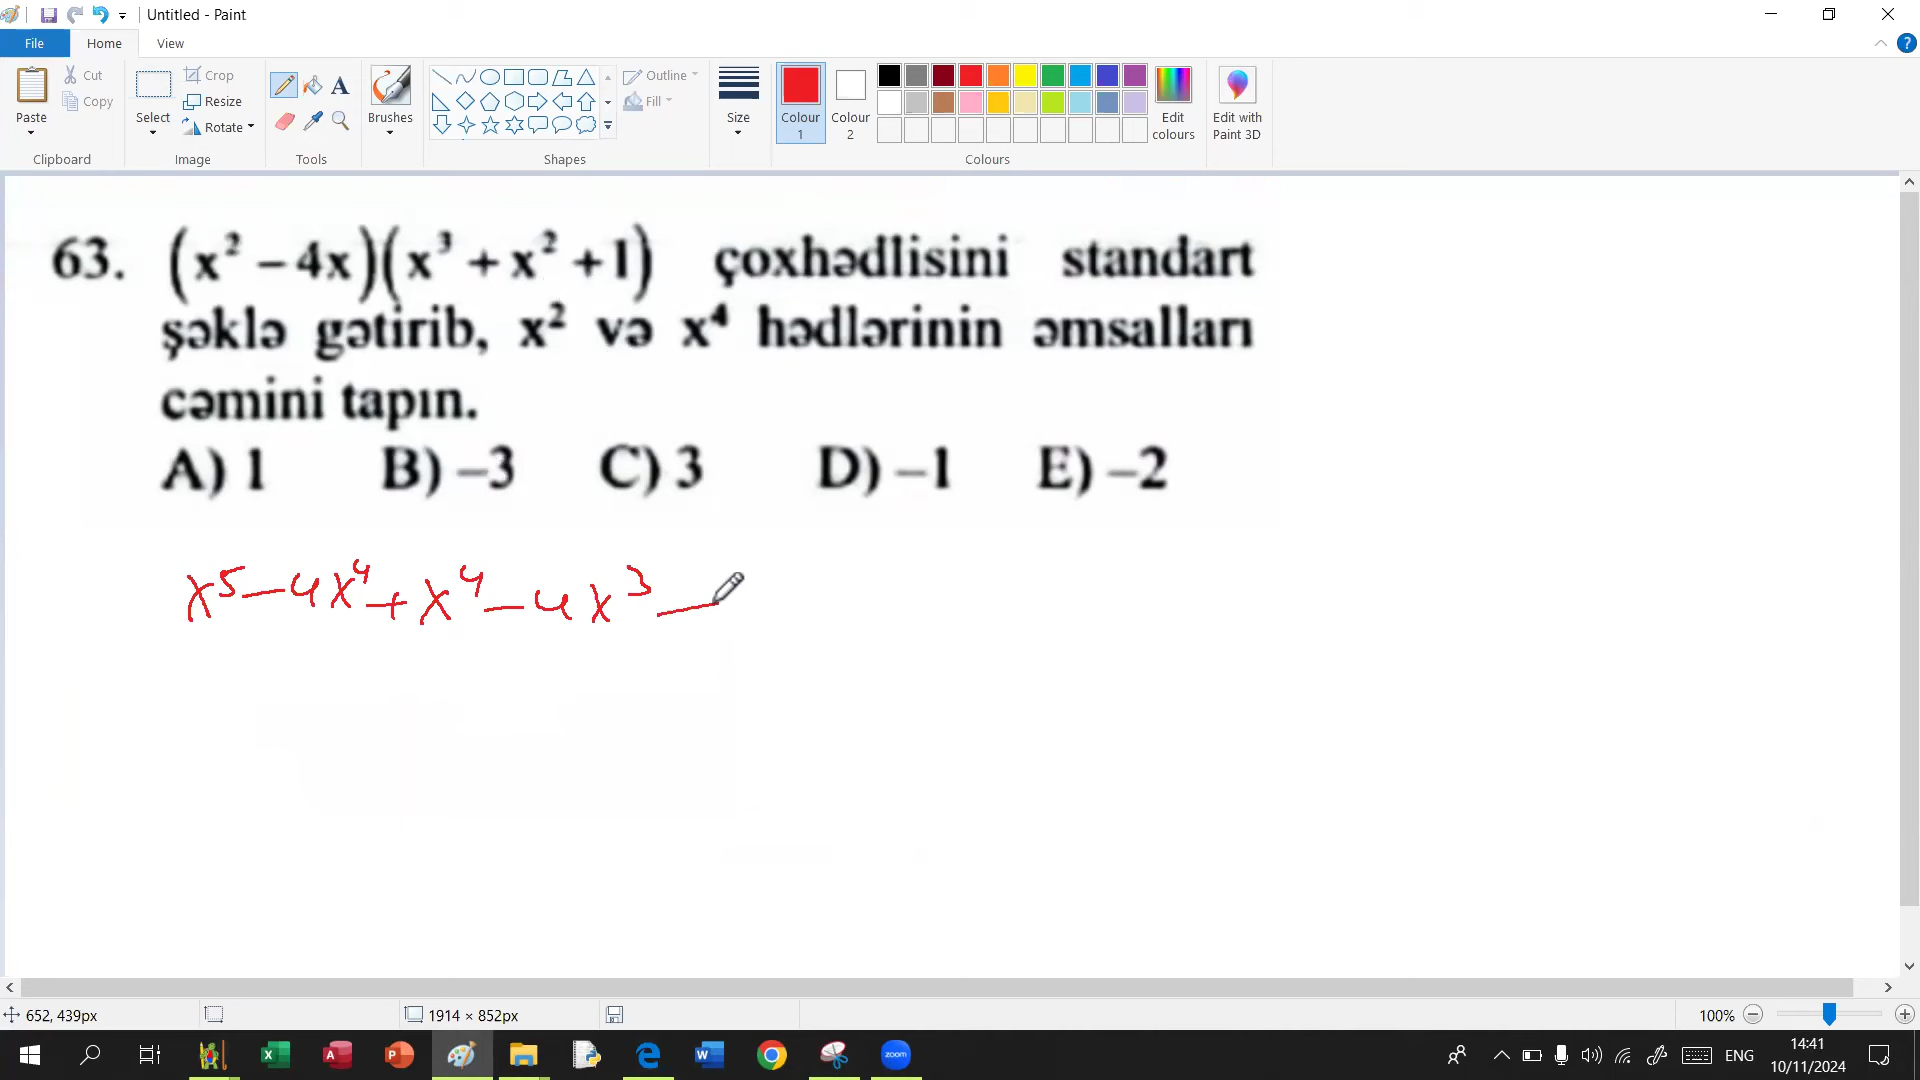 Untitled - Paint
File Home View
Paste Cut Copy Clipboard
Select Crop Resize Rotate Image
Tools
Brushes
Outline Fill Shapes
Size
Colour 1 Colour 2 Edit colours Colours
Edit with Paint 3D
63. (x² – 4x)(x³ + x² + 1) çoxhədlisini standart
şəklə gətirib, x² və x⁴ hədlərinin əmsalları
cəmini tapın.
A) 1 B) –3 C) 3 D) –1 E) –2
x⁵ – 4x⁴ + x⁴ – 4x³ –
652, 439px 1914 × 852px 100%
zoom ENG 14:41
10/11/2024